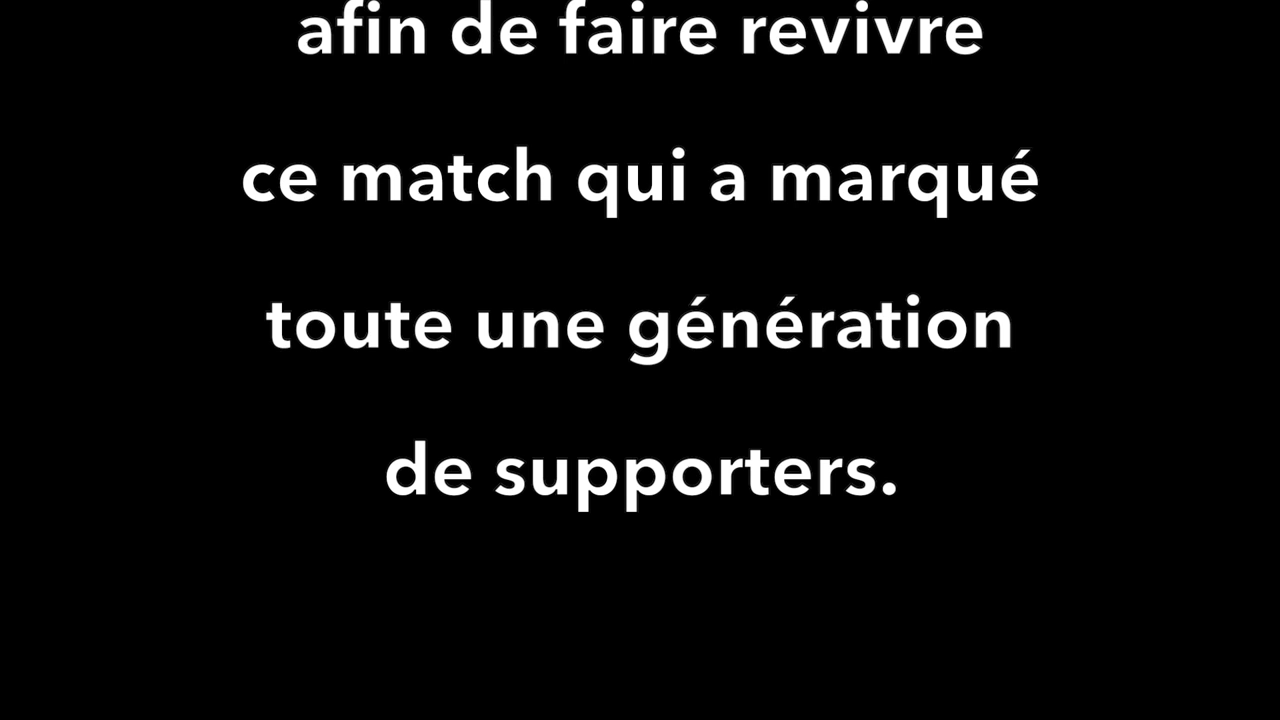 afin de faire revivre
ce match qui a marqué
toute une génération
de supporters.